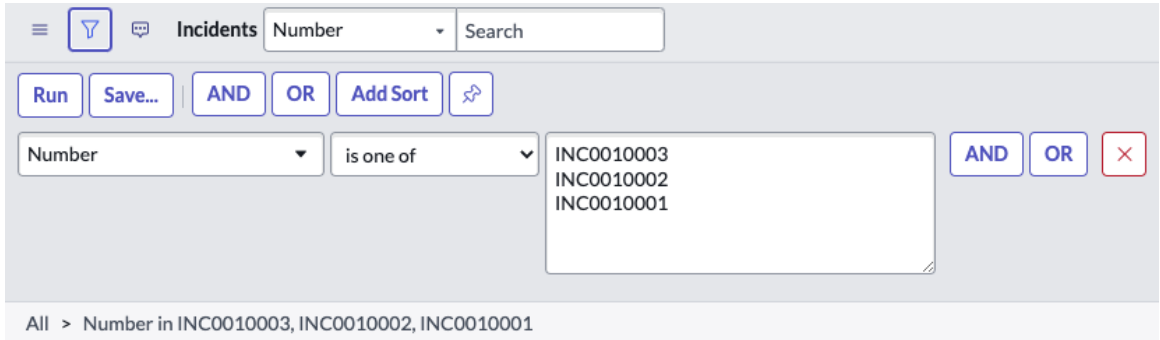 Incidents Number Search
Run Save... AND OR Add Sort
Number is one of INC0010003 AND OR
INC0010002
INC0010001
All > Number in INC0010003, INC0010002, INC0010001